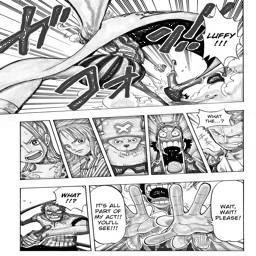 LUFFY
!!!
WHAT
THE...?
WHAT
!!?
IT'S ALL
PART OF
MY ACT!!
YOU'LL
SEE!!!
WAIT,
WAIT!
PLEASE!